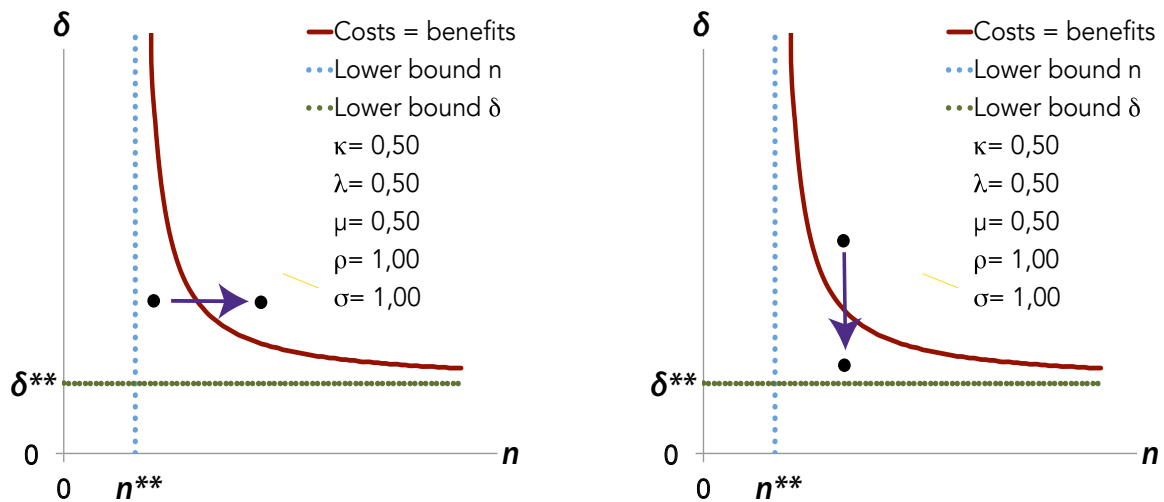 δ
Costs = benefits
Lower bound n
Lower bound δ
κ= 0,50
λ= 0,50
μ= 0,50
ρ= 1,00
σ= 1,00
δ**
0
n
0
n**
δ
Costs = benefits
Lower bound n
Lower bound δ
κ= 0,50
λ= 0,50
μ= 0,50
ρ= 1,00
σ= 1,00
δ**
0
n
0
n**